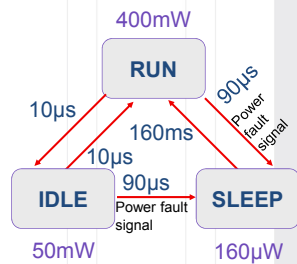 400mW
RUN
10µs
90µs
Power
fault
signal
160ms
10µs
90µs
IDLE
Power fault
signal
SLEEP
50mW
160µW